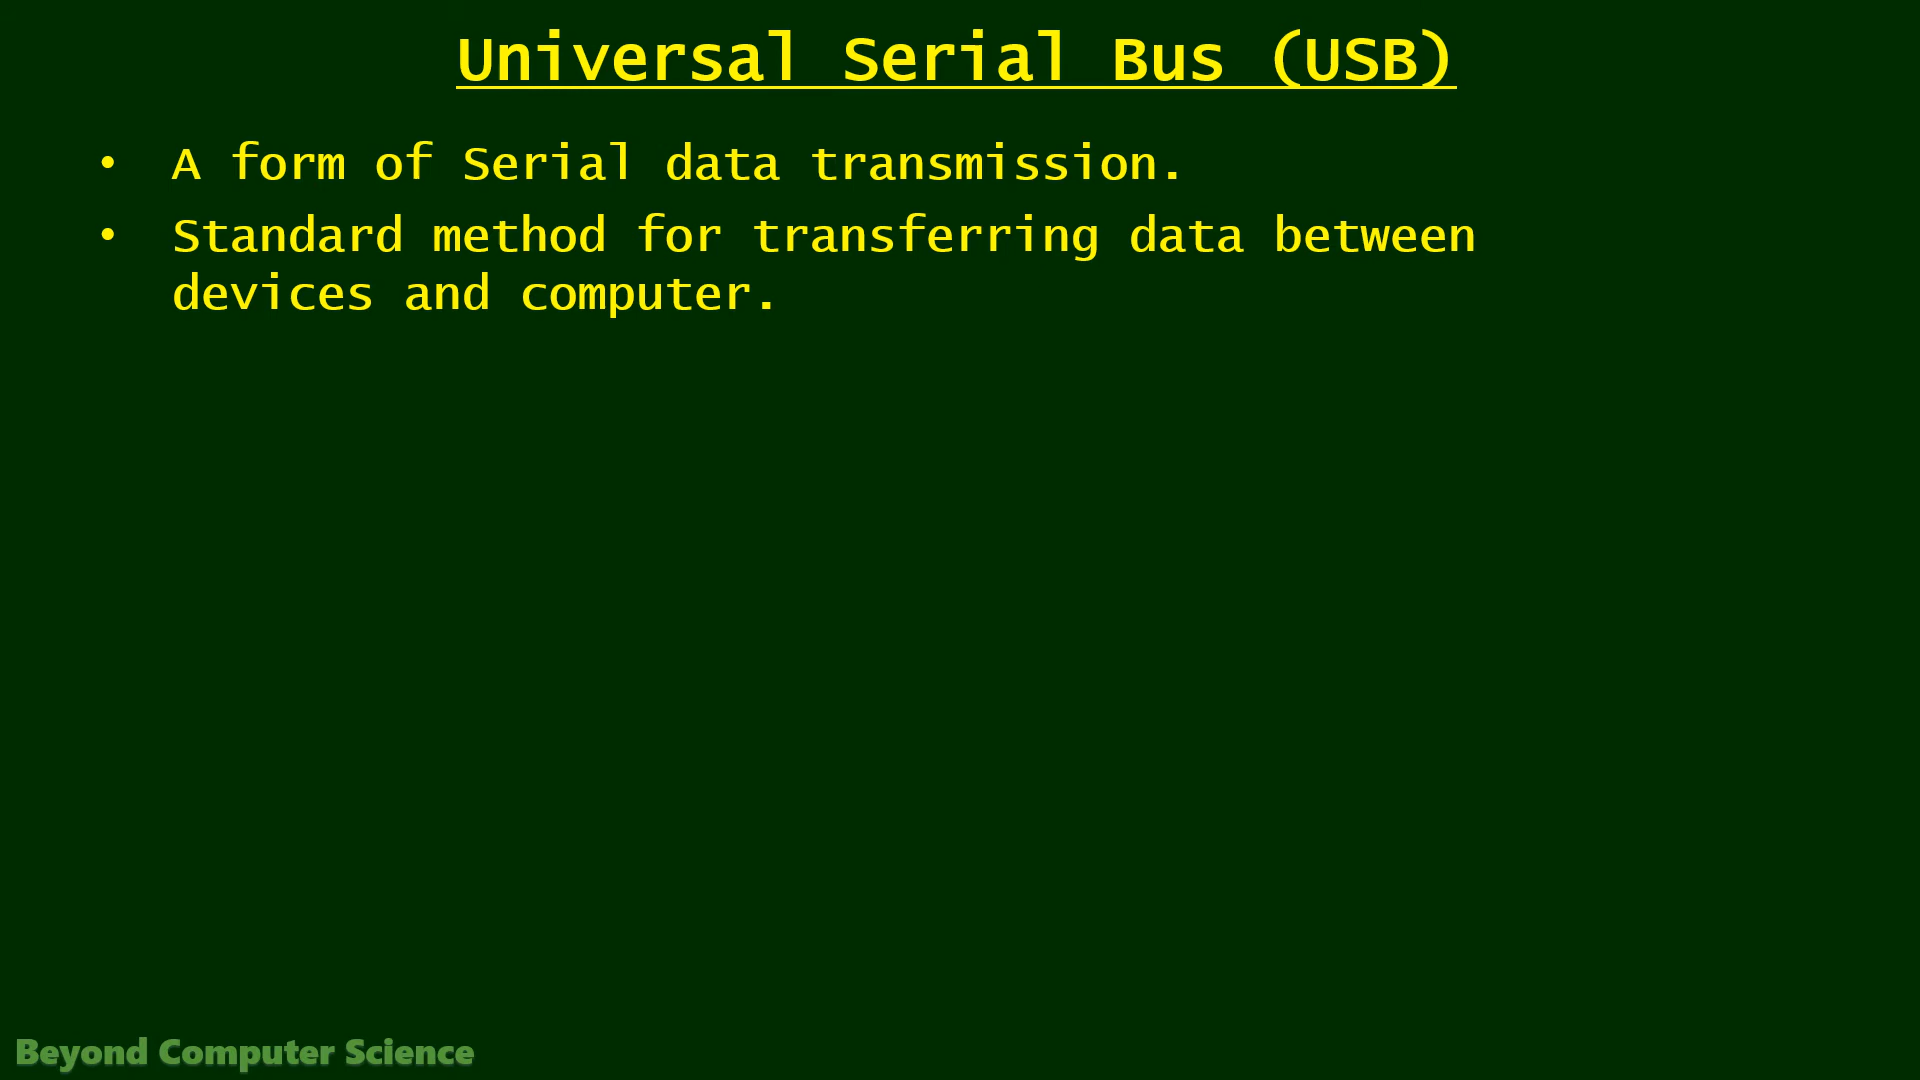 Universal Serial Bus (USB)
• A form of Serial data transmission.
• Standard method for transferring data between
devices and computer.
Beyond Computer Science